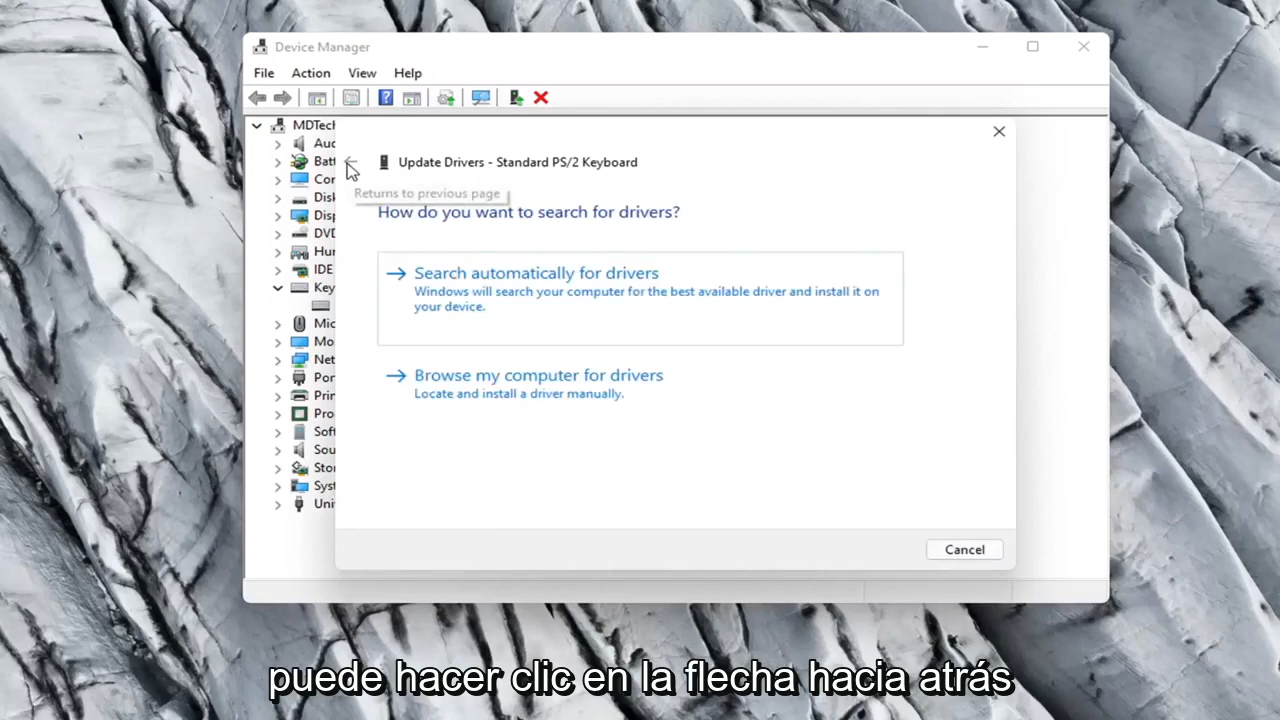 Device Manager
File Action View Help
MDTech
Aud
Batt
Update Drivers - Standard PS/2 Keyboard
Returns to previous page
Con
Disk
How do you want to search for drivers?
Disp
DVD
Hur
IDE
Key
Search automatically for drivers
Windows will search your computer for the best available driver and install it on
your device.
Mic
Mo
Net
Por
Browse my computer for drivers
Locate and install a driver manually.
Prin
Pro
Soft
Sou
Stor
Syst
Uni
Cancel
puede hacer clic en la flecha hacia atrás